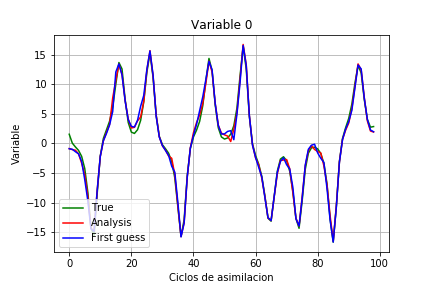 Variable 0
Variable
15
10
5
0
−5
−10
−15
True
Analysis
First guess
0
20
40
60
80
100
Ciclos de asimilacion